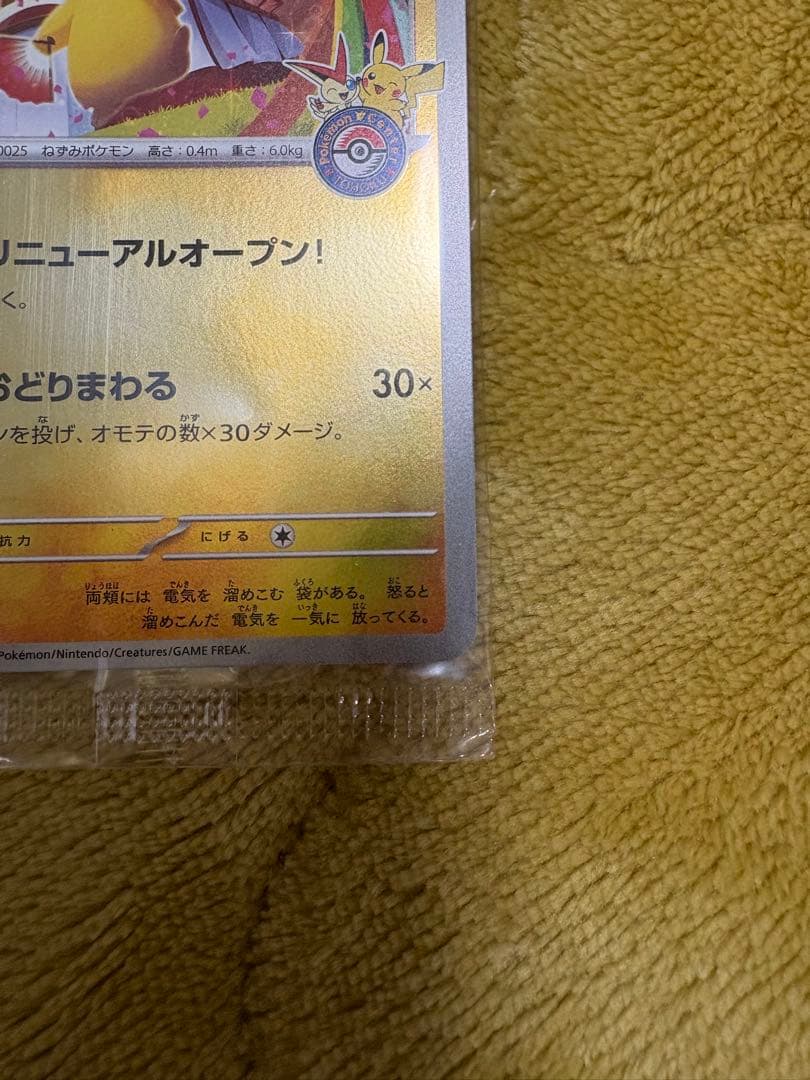 0025 ねずみポケモン 高さ:0.4m 重さ:6.0kg
Pokémon Center TOHOKU
リニューアルオープン!
く。
おどりまわる 30×
ンを投げ、オモテの数×30ダメージ。
抗力 にげる
両頬には 電気を 溜めこむ 袋がある。 怒ると
溜めこんだ 電気を 一気に 放ってくる。
Pokémon/Nintendo/Creatures/GAME FREAK.